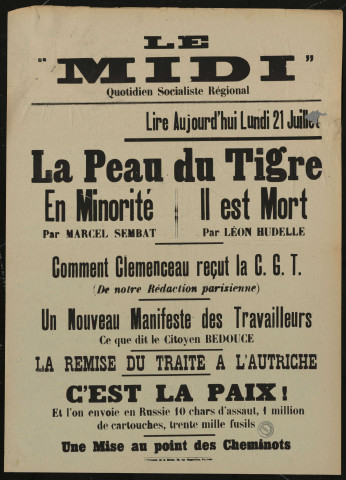 LE
"MIDI"
Quotidien Socialiste Régional
Lire Aujourd'hui Lundi 21 Juillet
La Peau du Tigre
En Minorité
Par MARCEL SEMBAT
Il est Mort
Par LÉON HUDELLE
Comment Clemenceau reçut la C. G. T.
(De notre Rédaction parisienne)
Un Nouveau Manifeste des Travailleurs
Ce que dit le Citoyen BEDOUCE
LA REMISE DU TRAITE A L'AUTRICHE
C'EST LA PAIX !
Et l'on envoie en Russie 10 chars d'assaut, 1 million
de cartouches, trente mille fusils
Une Mise au point des Cheminots